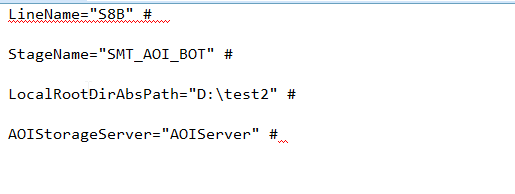 LineName="S8B" #
StageName="SMT_AOI_BOT" #
LocalRootDirAbsPath="D:\test2" #
AOIStorageServer="AOIServer" #